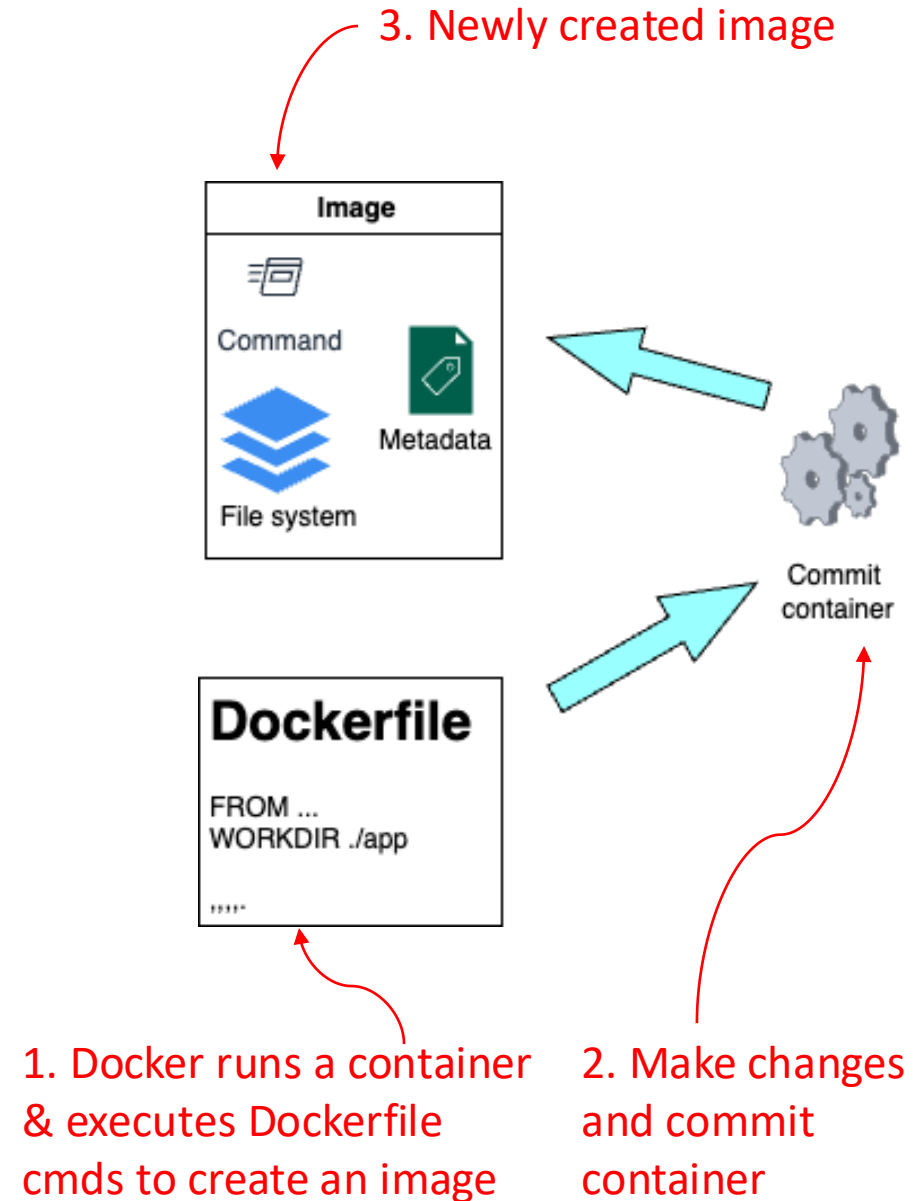 3. Newly created image
Image
Command
Metadata
File system
Commit
container
Dockerfile
FROM ...
WORKDIR ./app
,,,,.
1. Docker runs a container
& executes Dockerfile
cmds to create an image
2. Make changes
and commit
container